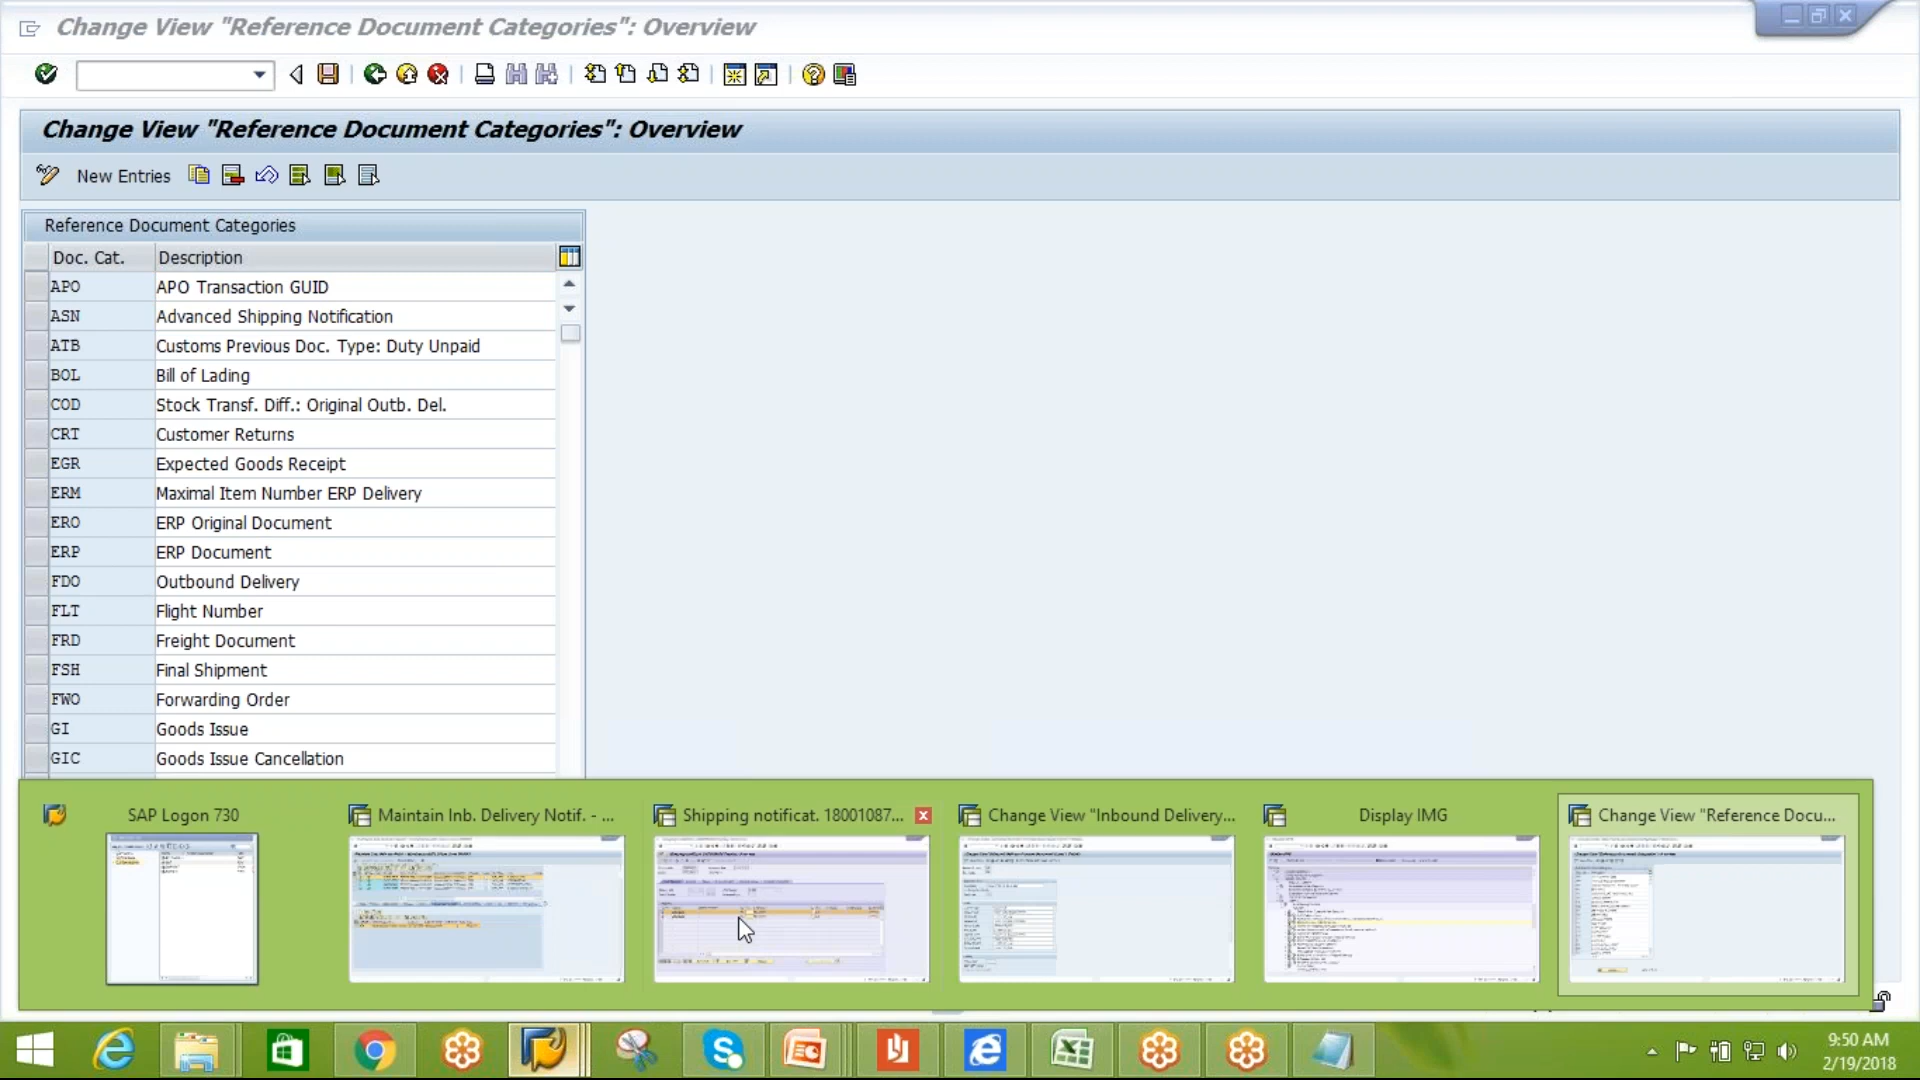 Change View "Reference Document Categories": Overview
Change View "Reference Document Categories": Overview
New Entries
Reference Document Categories
Doc. Cat. Description
APO APO Transaction GUID
ASN Advanced Shipping Notification
ATB Customs Previous Doc. Type: Duty Unpaid
BOL Bill of Lading
COD Stock Transf. Diff.: Original Outb. Del.
CRT Customer Returns
EGR Expected Goods Receipt
ERM Maximal Item Number ERP Delivery
ERO ERP Original Document
ERP ERP Document
FDO Outbound Delivery
FLT Flight Number
FRD Freight Document
FSH Final Shipment
FWO Forwarding Order
GI Goods Issue
GIC Goods Issue Cancellation
SAP Logon 730 Maintain Inb. Delivery Notif. - ... Shipping notificat. 18001087... Change View "Inbound Delivery... Display IMG Change View "Reference Docu...
9:50 AM
2/19/2018